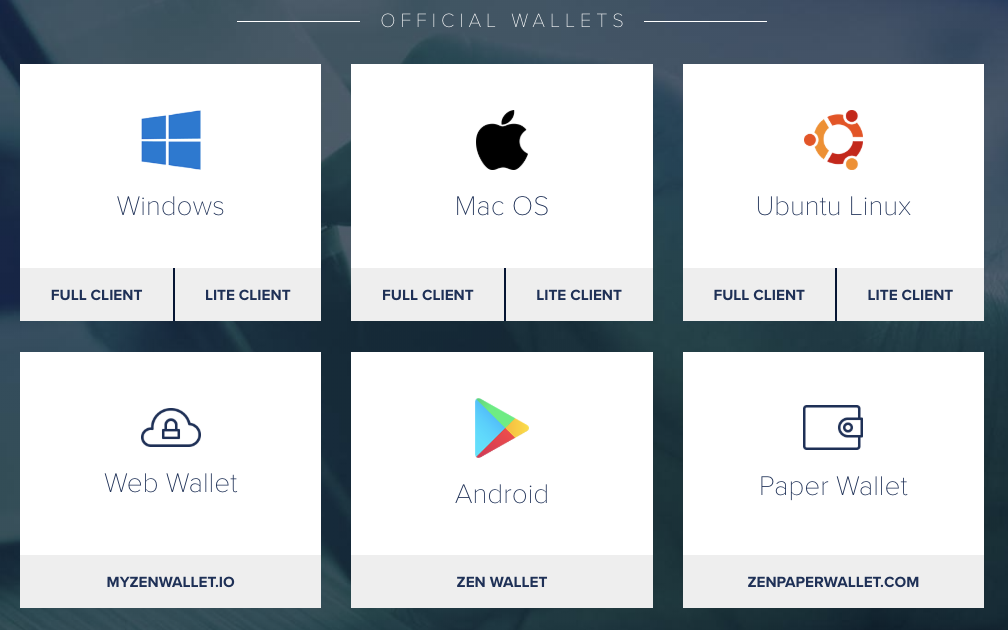 OFFICIAL WALLETS
Windows
Mac OS
Ubuntu Linux
FULL CLIENT
LITE CLIENT
FULL CLIENT
LITE CLIENT
FULL CLIENT
LITE CLIENT
Web Wallet
Android
Paper Wallet
MYZENWALLET.IO
ZEN WALLET
ZENPAPERWALLET.COM